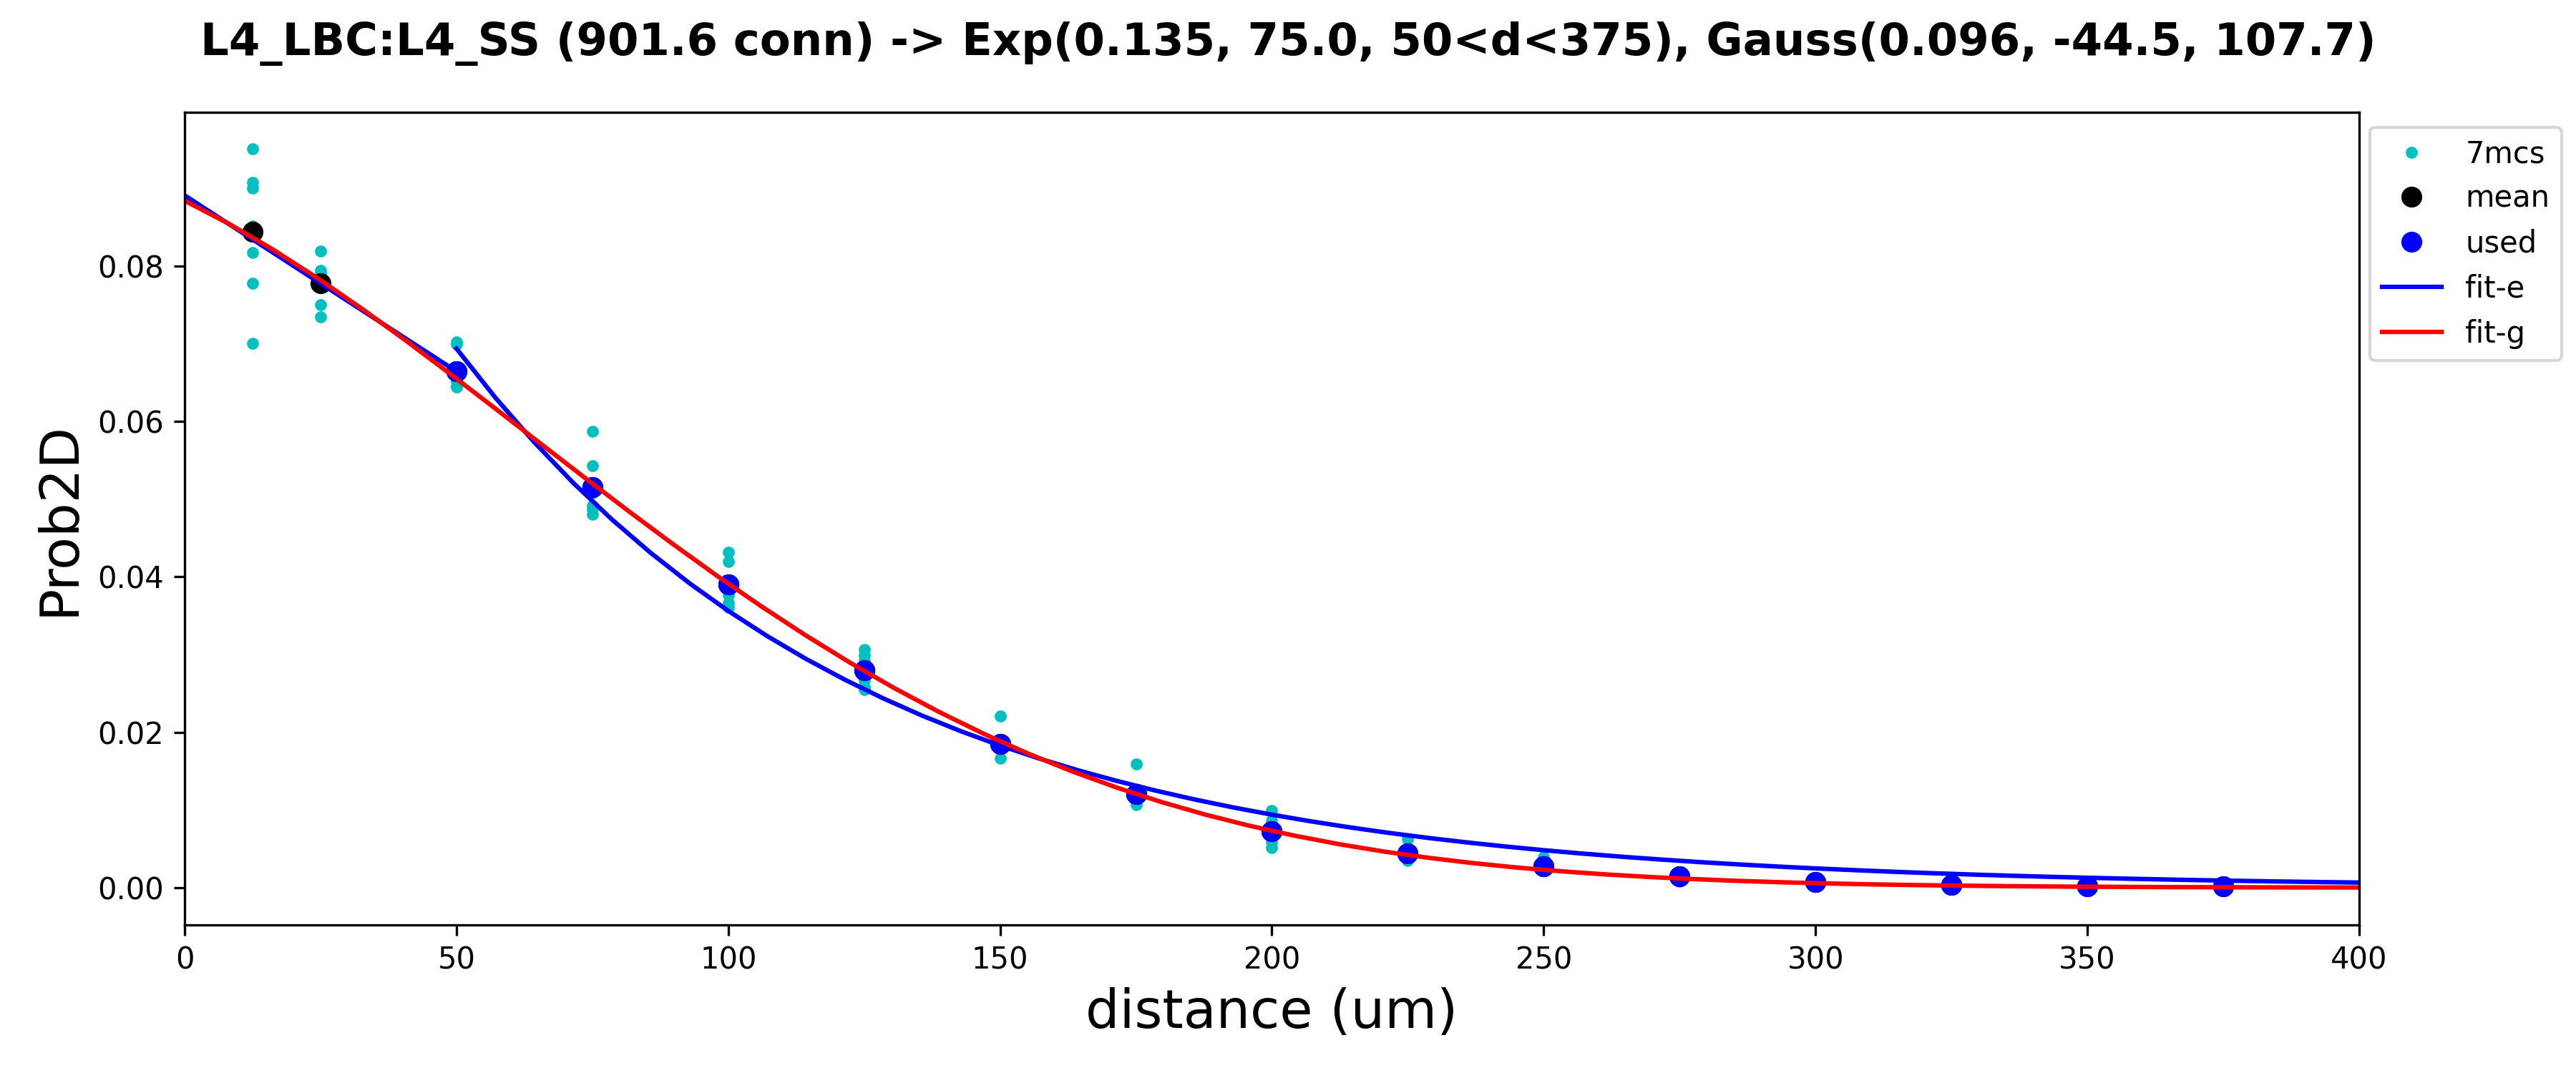 L4_LBC:L4_SS (901.6 conn) -> Exp(0.135, 75.0, 50<d<375), Gauss(0.096, -44.5, 107.7)
7mcs
mean
used
fit-e
fit-g
Prob2D
0.08
0.06
0.04
0.02
0.00
0 50 100 150 200 250 300 350 400
distance (um)